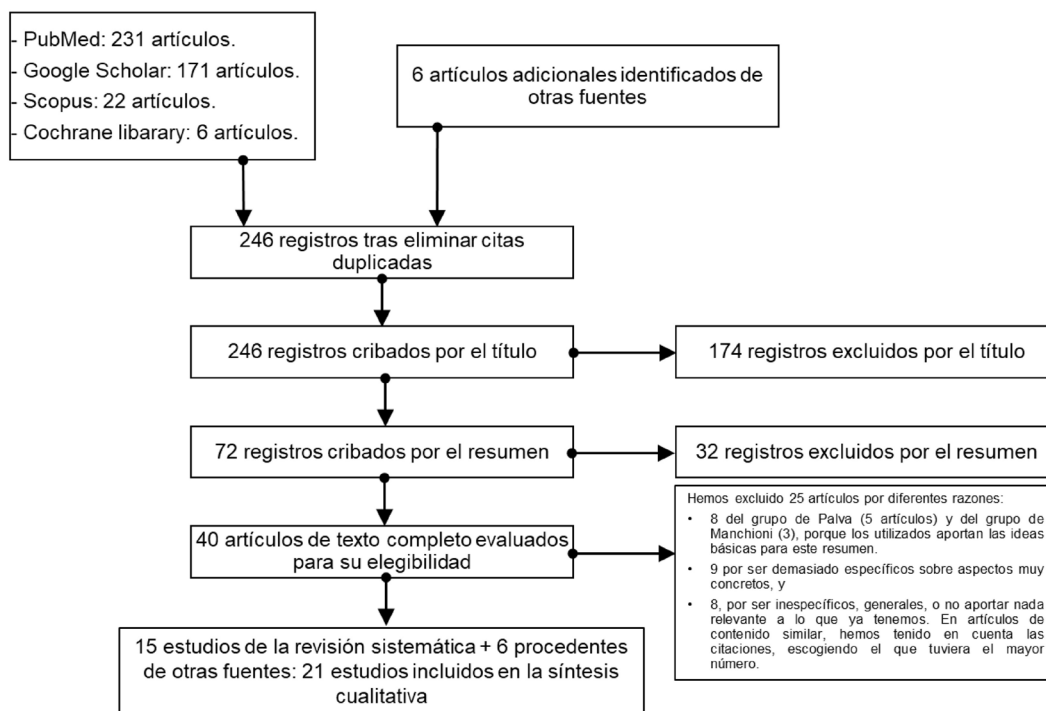 - PubMed: 231 artículos.
- Google Scholar: 171 artículos.
- Scopus: 22 artículos.
- Cochrane libarary: 6 artículos.
6 artículos adicionales identificados de
otras fuentes
246 registros tras eliminar citas
duplicadas
246 registros cribados por el título
174 registros excluidos por el título
72 registros cribados por el resumen
32 registros excluidos por el resumen
40 artículos de texto completo evaluados
para su elegibilidad
Hemos excluido 25 artículos por diferentes razones:
• 8 del grupo de Palva (5 artículos) y del grupo de
Manchioni (3), porque los utilizados aportan las ideas
básicas para este resumen.
• 9 por ser demasiado específicos sobre aspectos muy
concretos, y
• 8, por ser inespecíficos, generales, o no aportar nada
relevante a lo que ya tenemos. En artículos de
contenido similar, hemos tenido en cuenta las
citaciones, escogiendo el que tuviera el mayor
número.
15 estudios de la revisión sistemática + 6 procedentes
de otras fuentes: 21 estudios incluidos en la síntesis
cualitativa